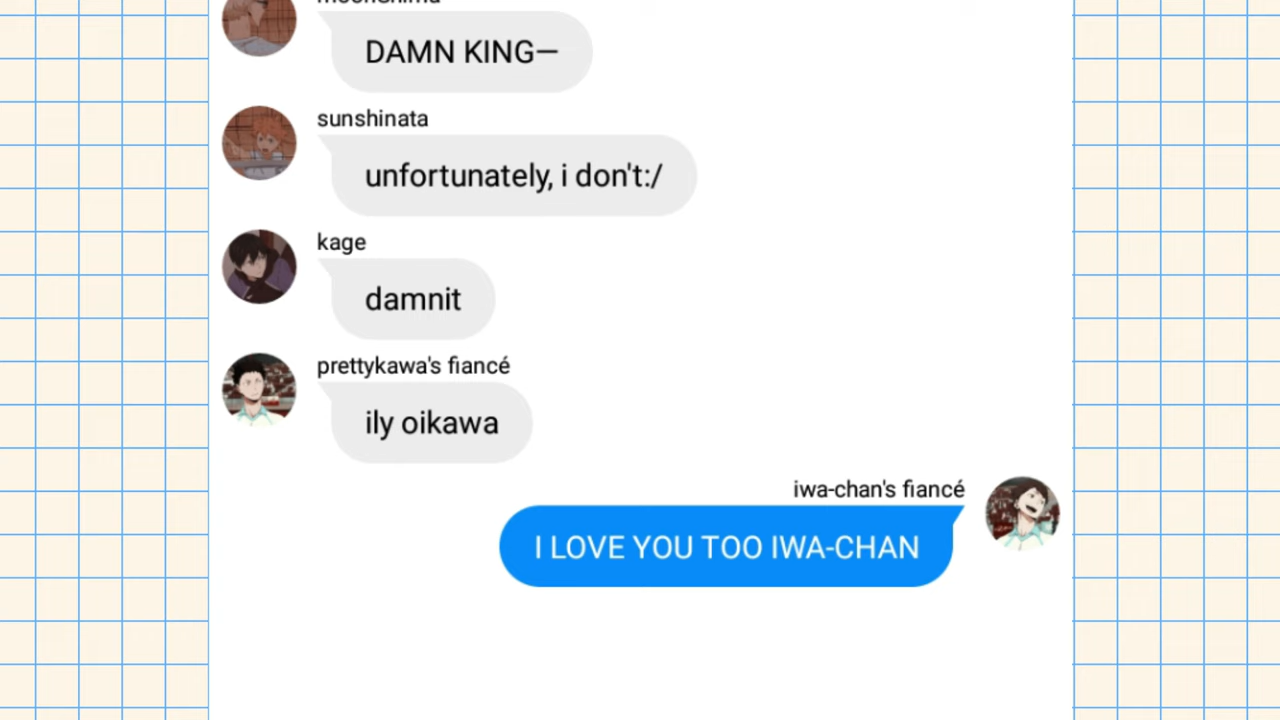 DAMN KING—
sunshinata
unfortunately, i don't:/
kage
damnit
prettykawa's fiancé
ily oikawa
iwa-chan's fiancé
I LOVE YOU TOO IWA-CHAN